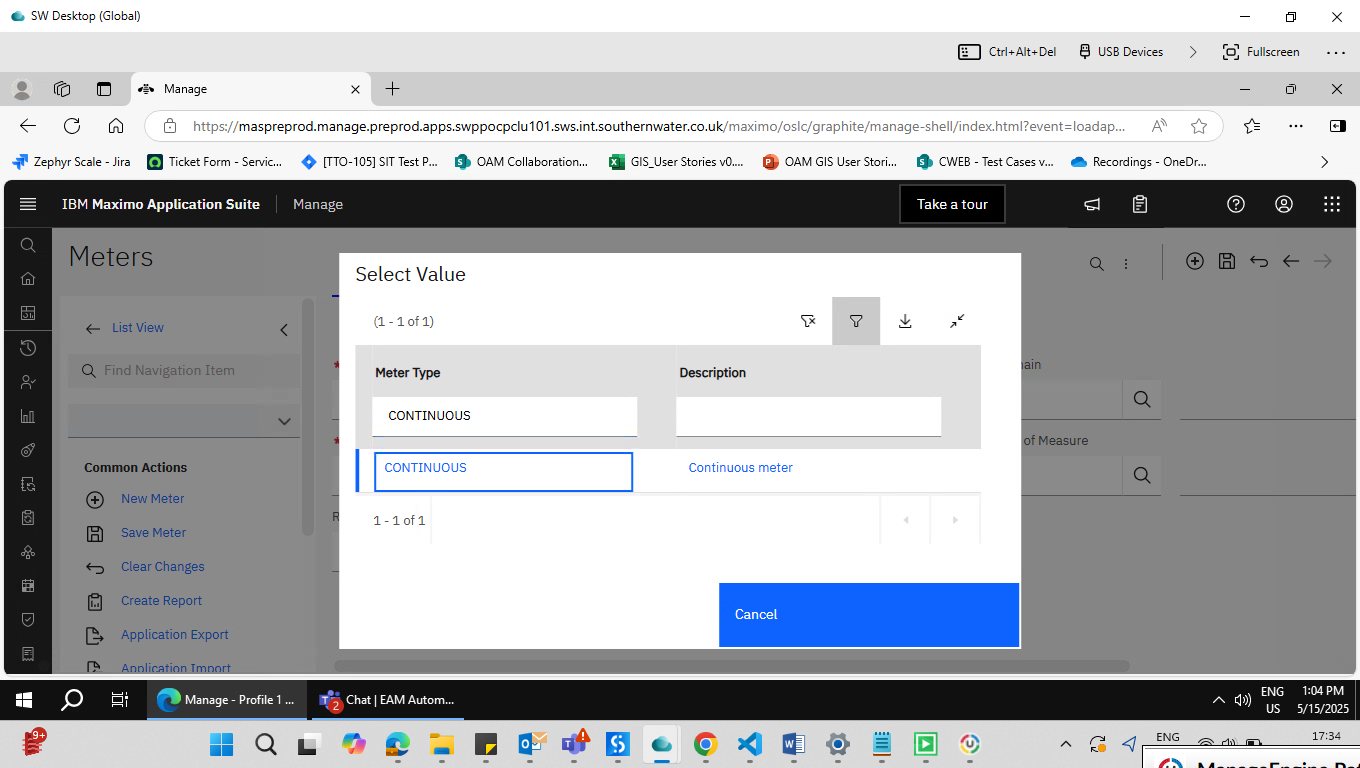 SW Desktop (Global)
Ctrl+Alt+Del USB Devices Fullscreen
Manage
https://maspreprod.manage.preprod.apps.swppocpclu101.sws.int.southernwater.co.uk/maximo/oslc/graphite/manage-shell/index.html?event=loadap...
Zephyr Scale - Jira Ticket Form - Servic... [TTO-105] SIT Test P... OAM Collaboration... GIS_User Stories v0.... OAM GIS User Stori... CWEB - Test Cases v... Recordings - OneDr...
IBM Maximo Application Suite Manage Take a tour
Meters
Select Value
(1 - 1 of 1)
List View
Find Navigation Item
Meter Type Description
CONTINUOUS
of Measure
Common Actions
CONTINUOUS Continuous meter
New Meter
1 - 1 of 1
Save Meter
Clear Changes
Create Report
Cancel
Application Export
Application Import
Manage - Profile 1 ... 2 Chat | EAM Autom...
ENG
US
1:04 PM
5/15/2025
9+
ENG
17:34